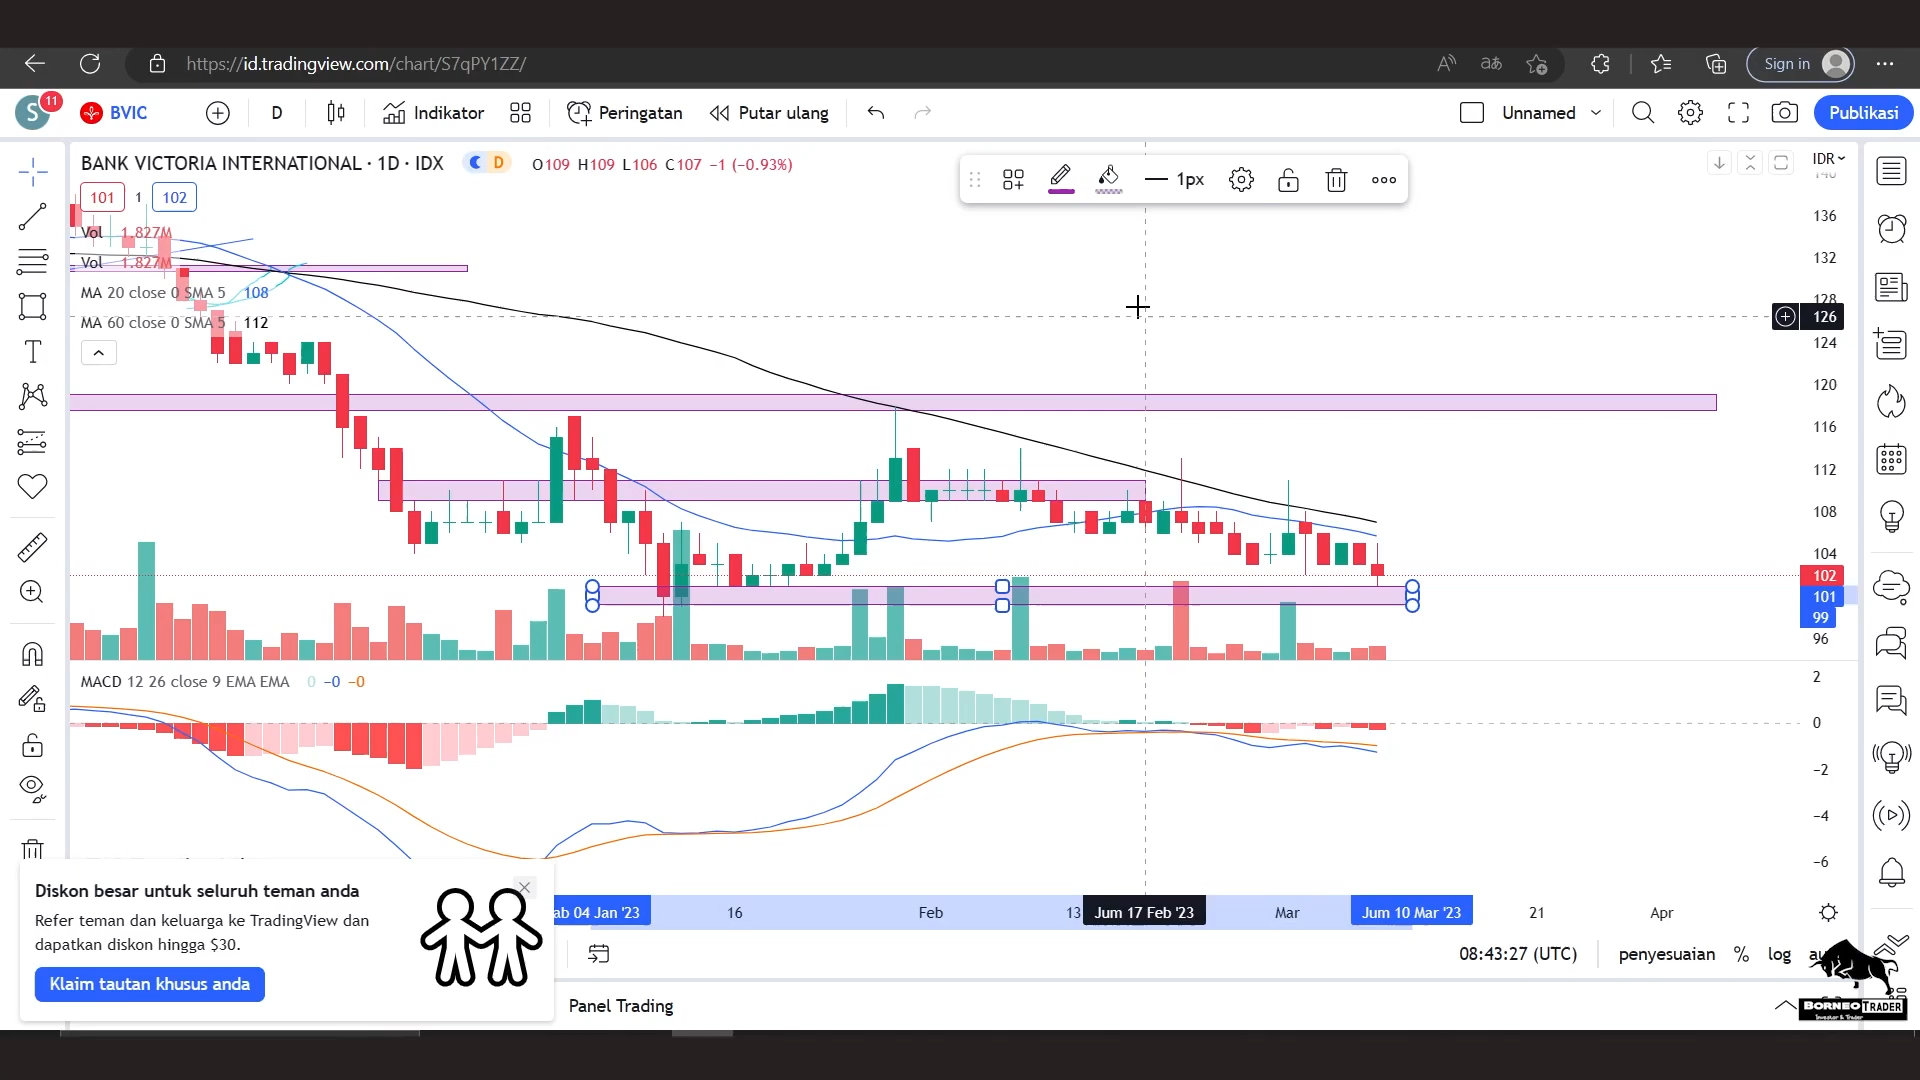 https://id.tradingview.com/chart/S7qPY1ZZ/
Sign in
S
11
BVIC
D
Indikator
Peringatan
Putar ulang
Unnamed
Publikasi
BANK VICTORIA INTERNATIONAL · 1D · IDX
D
O109 H109 L106 C107 −1 (−0.93%)
IDR
1px
101
1
102
Vol 1.827M
Vol 1.827M
MA 20 close 0 SMA 5 108
MA 60 close 0 SMA 5 112
136
132
128
126
124
120
116
112
108
104
102
101
99
96
MACD 12 26 close 9 EMA EMA 0 −0 −0
2
0
−2
−4
−6
Diskon besar untuk seluruh teman anda
Refer teman dan keluarga ke TradingView dan
dapatkan diskon hingga $30.
Klaim tautan khusus anda
ab 04 Jan '23
16
Feb
13
Jum 17 Feb '23
Mar
Jum 10 Mar '23
21
Apr
08:43:27 (UTC)
penyesuaian
%
log
Panel Trading
BORNEO TRADER
Investor & Trader